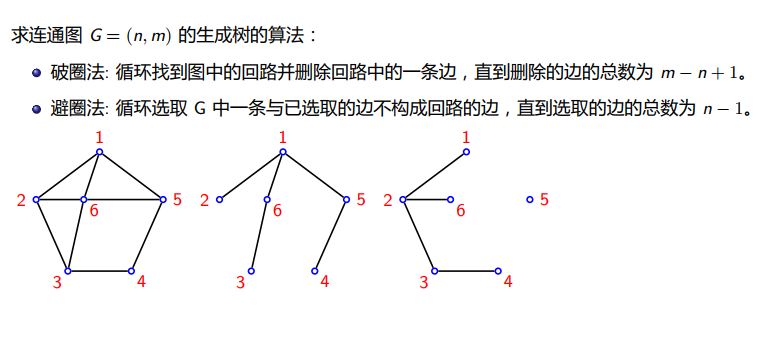 求连通图 G = (n, m) 的生成树的算法：
破圈法: 循环找到图中的回路并删除回路中的一条边，直到删除的边的总数为 m − n + 1。
避圈法: 循环选取 G 中一条与已选取的边不构成回路的边，直到选取的边的总数为 n − 1。
1 1 1
2 6 5 2 6 5 2 6 5
3 4 3 4 3 4